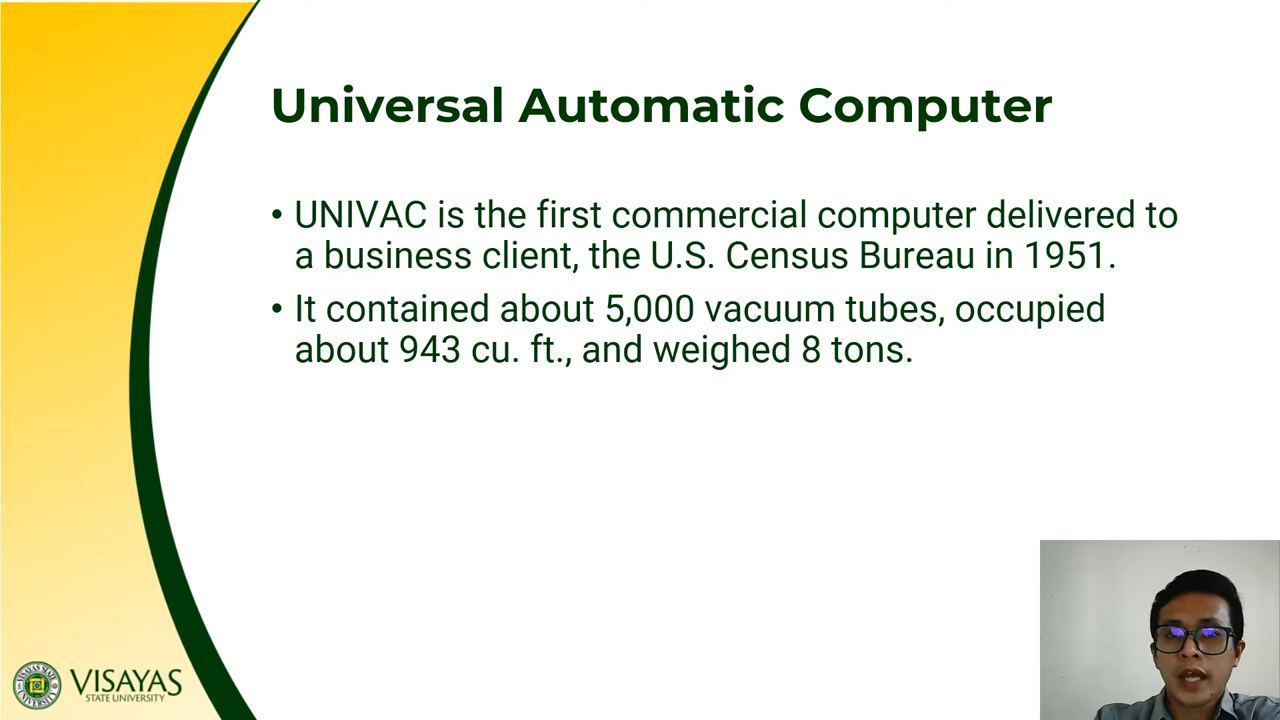 Universal Automatic Computer
• UNIVAC is the first commercial computer delivered to
a business client, the U.S. Census Bureau in 1951.
• It contained about 5,000 vacuum tubes, occupied
about 943 cu. ft., and weighed 8 tons.
VISAYAS
STATE UNIVERSITY